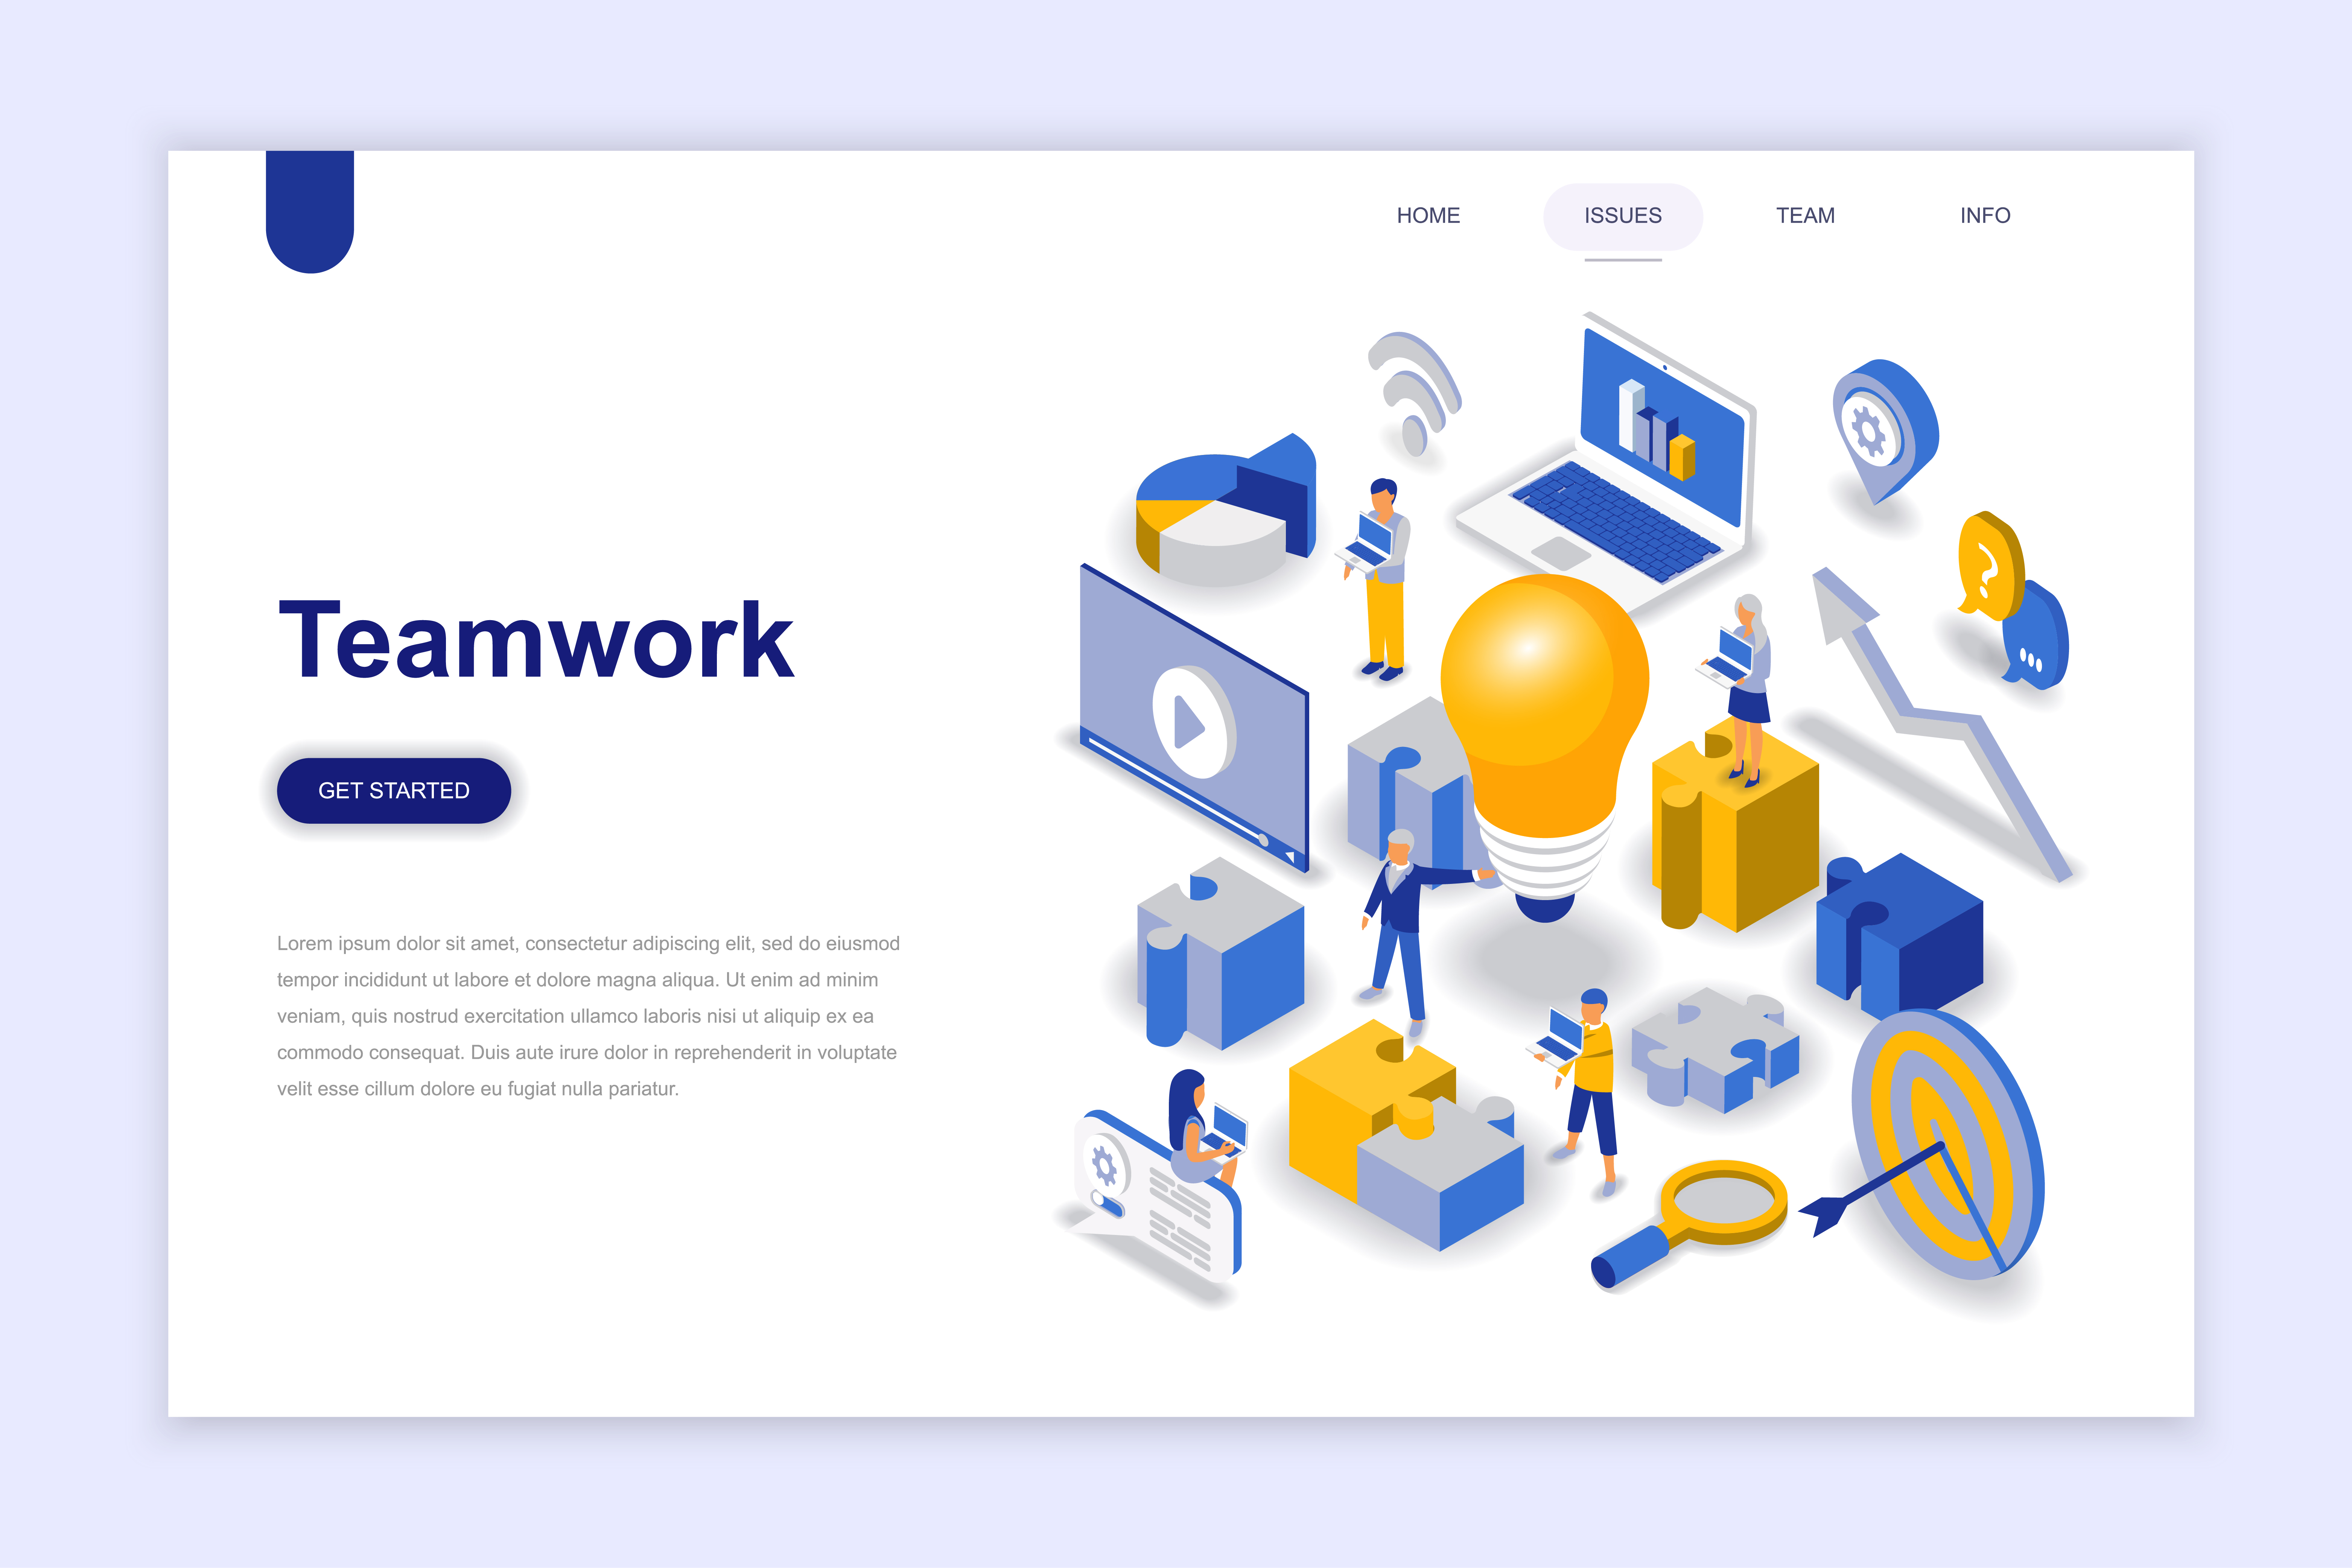 HOME ISSUES TEAM INFO
Teamwork
GET STARTED
Lorem ipsum dolor sit amet, consectetur adipiscing elit, sed do eiusmod
tempor incididunt ut labore et dolore magna aliqua. Ut enim ad minim
veniam, quis nostrud exercitation ullamco laboris nisi ut aliquip ex ea
commodo consequat. Duis aute irure dolor in reprehenderit in voluptate
velit esse cillum dolore eu fugiat nulla pariatur.
?